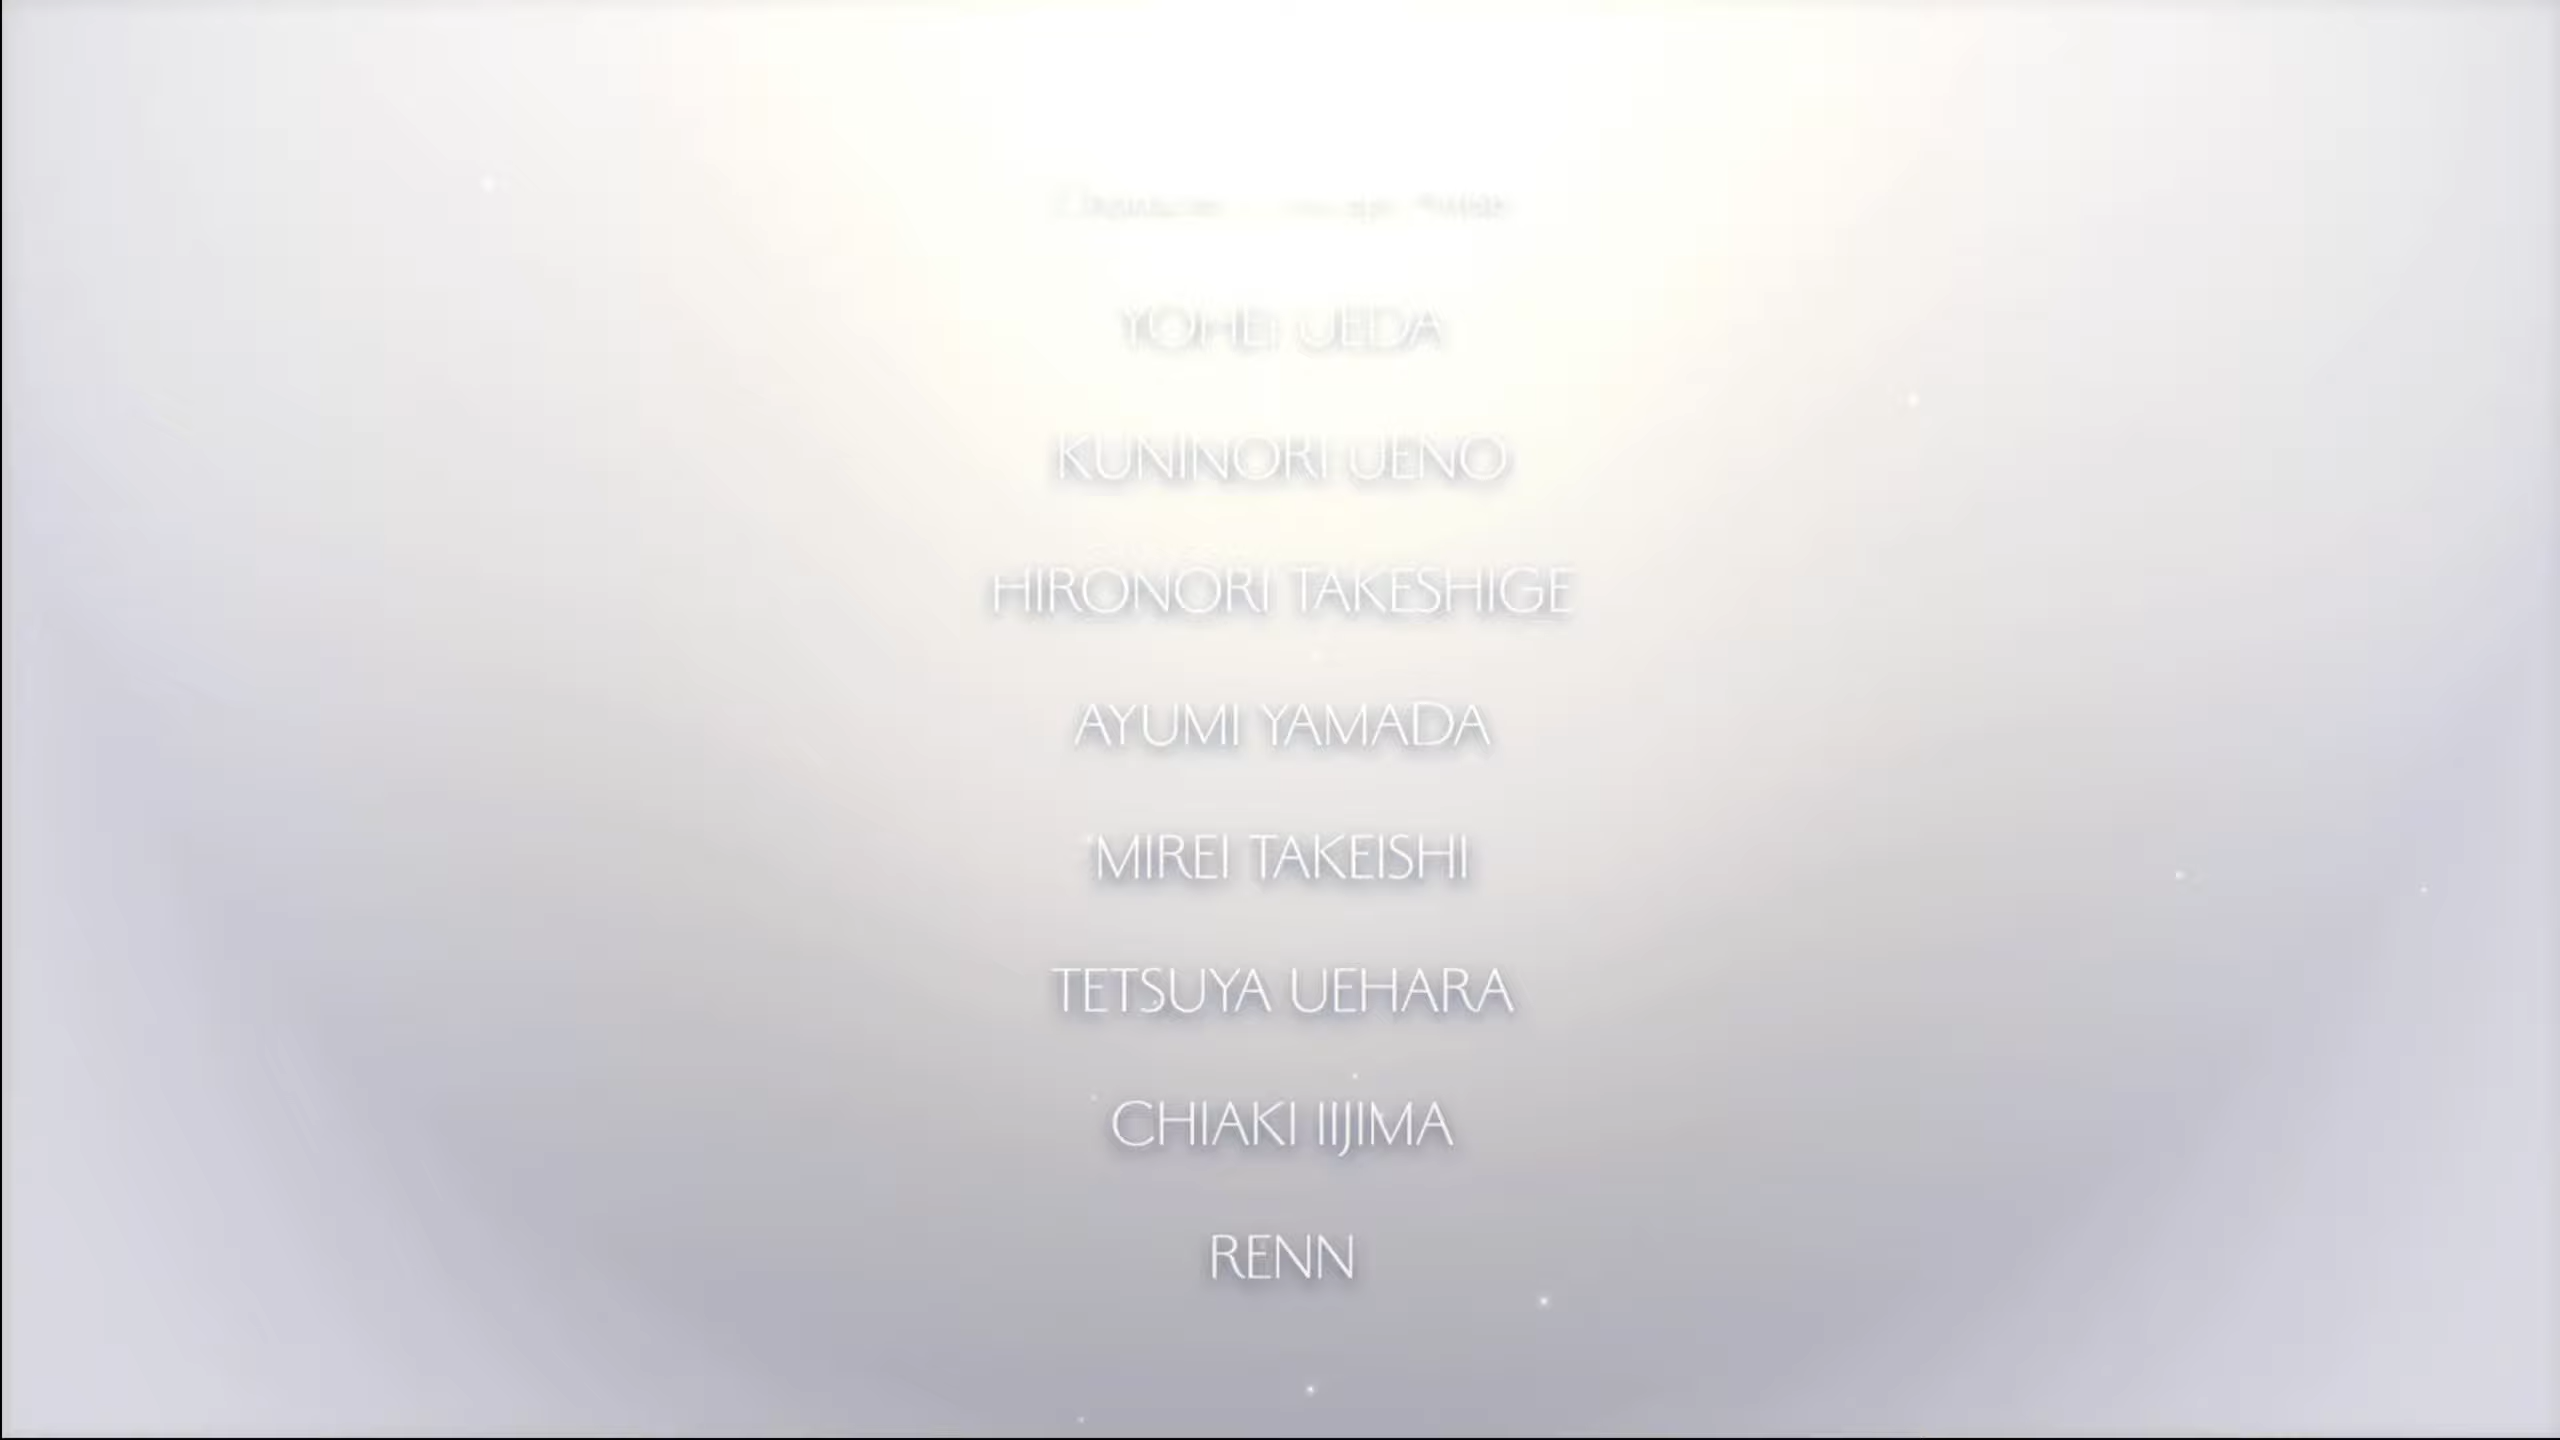 YOHEI UEDA
KUNINORI UENO
HIRONORI TAKESHIGE
AYUMI YAMADA
MIREI TAKEISHI
TETSUYA UEHARA
CHIAKI IIJIMA
RENN